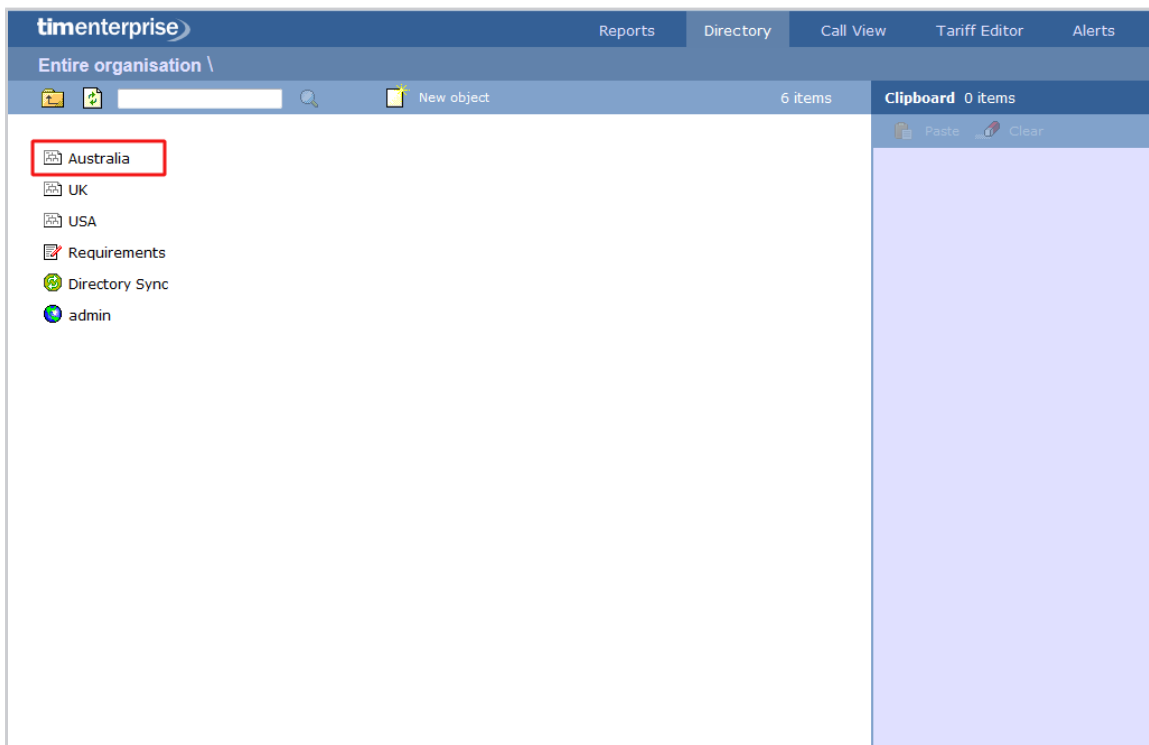 timenterprise
Reports Directory Call View Tariff Editor Alerts
Entire organisation \
New object 6 items Clipboard 0 items
Paste Clear
Australia
UK
USA
Requirements
Directory Sync
admin